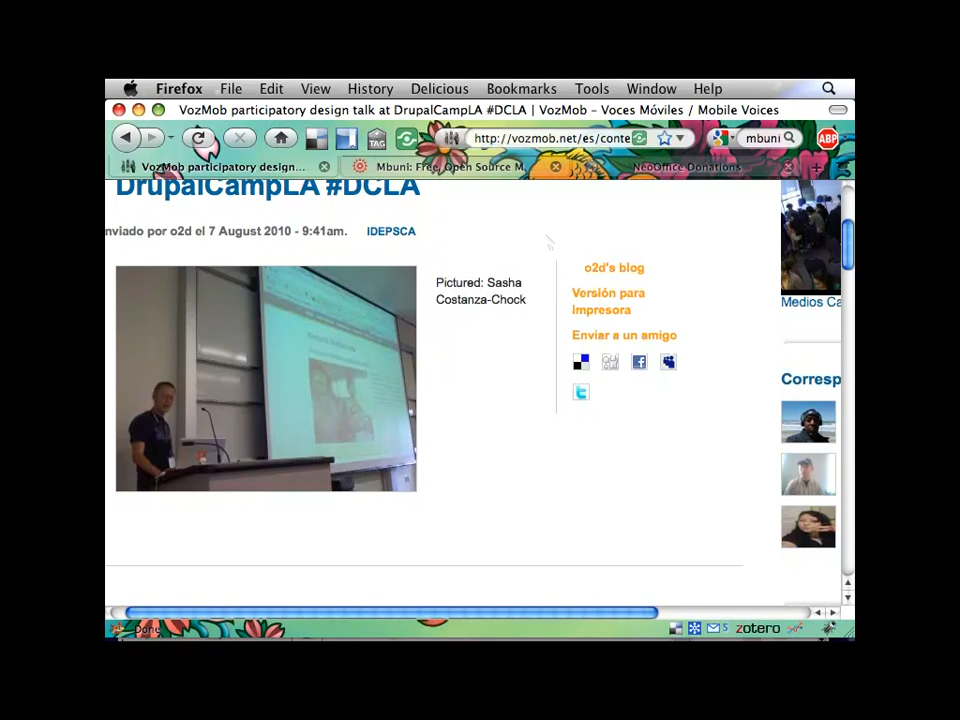 Firefox File Edit View History Delicious Bookmarks Tools Window Help
VozMob participatory design talk at DrupalCampLA #DCLA | VozMob – Voces Móviles / Mobile Voices
TAG http://vozmob.net/es/conte mbuni ABP
VozMob participatory design... Mbuni: Free, Open Source M. NeoOffice Donations
DrupalCampLA #DCLA
nviado por o2d el 7 August 2010 - 9:41am. IDEPSCA
Pictured: Sasha
Costanza-Chock
o2d's blog
Versión para
impresora
Enviar a un amigo
Medios Ca
Corresp
Done 5 zotero